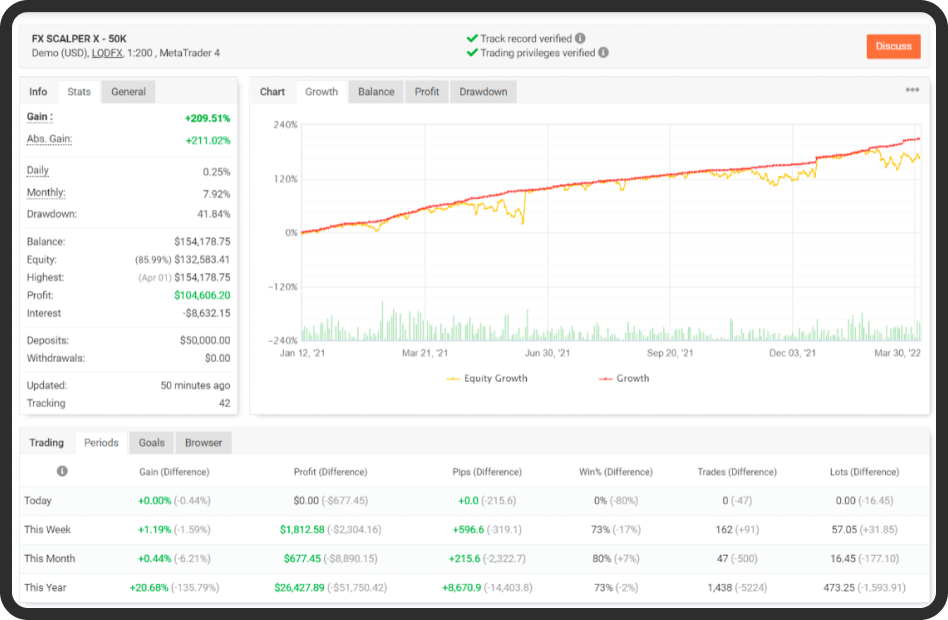 FX SCALPER X - 50K
Demo (USD), LQDFX, 1:200 , MetaTrader 4
Track record verified
Trading privileges verified
Discuss
Info Stats General
Gain : +209.51%
Abs. Gain: +211.02%
Daily 0.25%
Monthly: 7.92%
Drawdown: 41.84%
Balance: $154,178.75
Equity: (85.99%) $132,583.41
Highest: (Apr 01) $154,178.75
Profit: $104,606.20
Interest -$8,632.15
Deposits: $50,000.00
Withdrawals: $0.00
Updated: 50 minutes ago
Tracking 42
Chart Growth Balance Profit Drawdown
240%
120%
0%
-120%
-240%
Jan 12, '21 Mar 21, '21 Jun 30, '21 Sep 20, '21 Dec 03, '21 Mar 30, '22
Equity Growth Growth
Trading Periods Goals Browser
Gain (Difference) Profit (Difference) Pips (Difference) Win% (Difference) Trades (Difference) Lots (Difference)
Today +0.00% (-0.44%) $0.00 (-$677.45) +0.0 (-215.6) 0% (-80%) 0 (-47) 0.00 (-16.45)
This Week +1.19% (-1.59%) $1,812.58 (-$2,304.16) +596.6 (-319.1) 73% (-17%) 162 (+91) 57.05 (+31.85)
This Month +0.44% (-6.21%) $677.45 (-$8,890.15) +215.6 (-2,322.7) 80% (+7%) 47 (-500) 16.45 (-177.10)
This Year +20.68% (-135.79%) $26,427.89 (-$51,750.42) +8,670.9 (-14,403.8) 73% (-2%) 1,438 (-5224) 473.25 (-1,593.91)